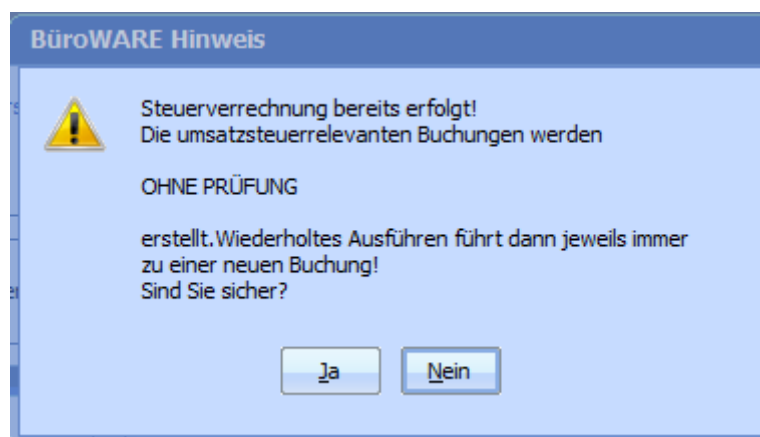 BüroWARE Hinweis
Steuerverrechnung bereits erfolgt!
Die umsatzsteuerrelevanten Buchungen werden
OHNE PRÜFUNG
erstellt.Wiederholtes Ausführen führt dann jeweils immer
zu einer neuen Buchung!
Sind Sie sicher?
Ja
Nein